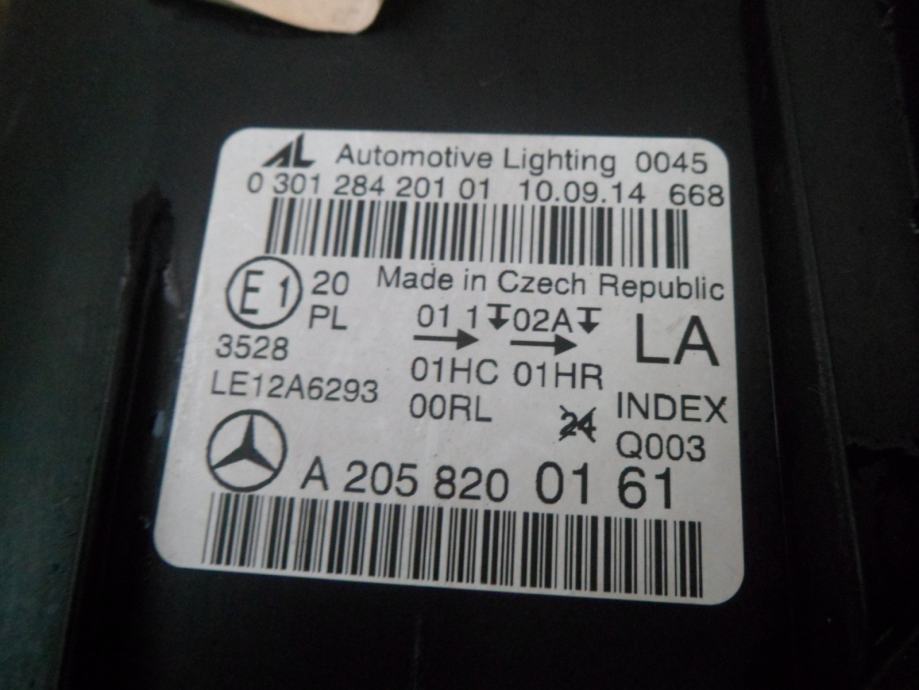 AL Automotive Lighting 0045
0 301 284 201 01 10.09.14 668
Made in Czech Republic
E1 20
PL
3528
LE12A6293
01 1 02A
01HC 01HR
00RL
LA
24
INDEX
Q003
A 205 820 01 61